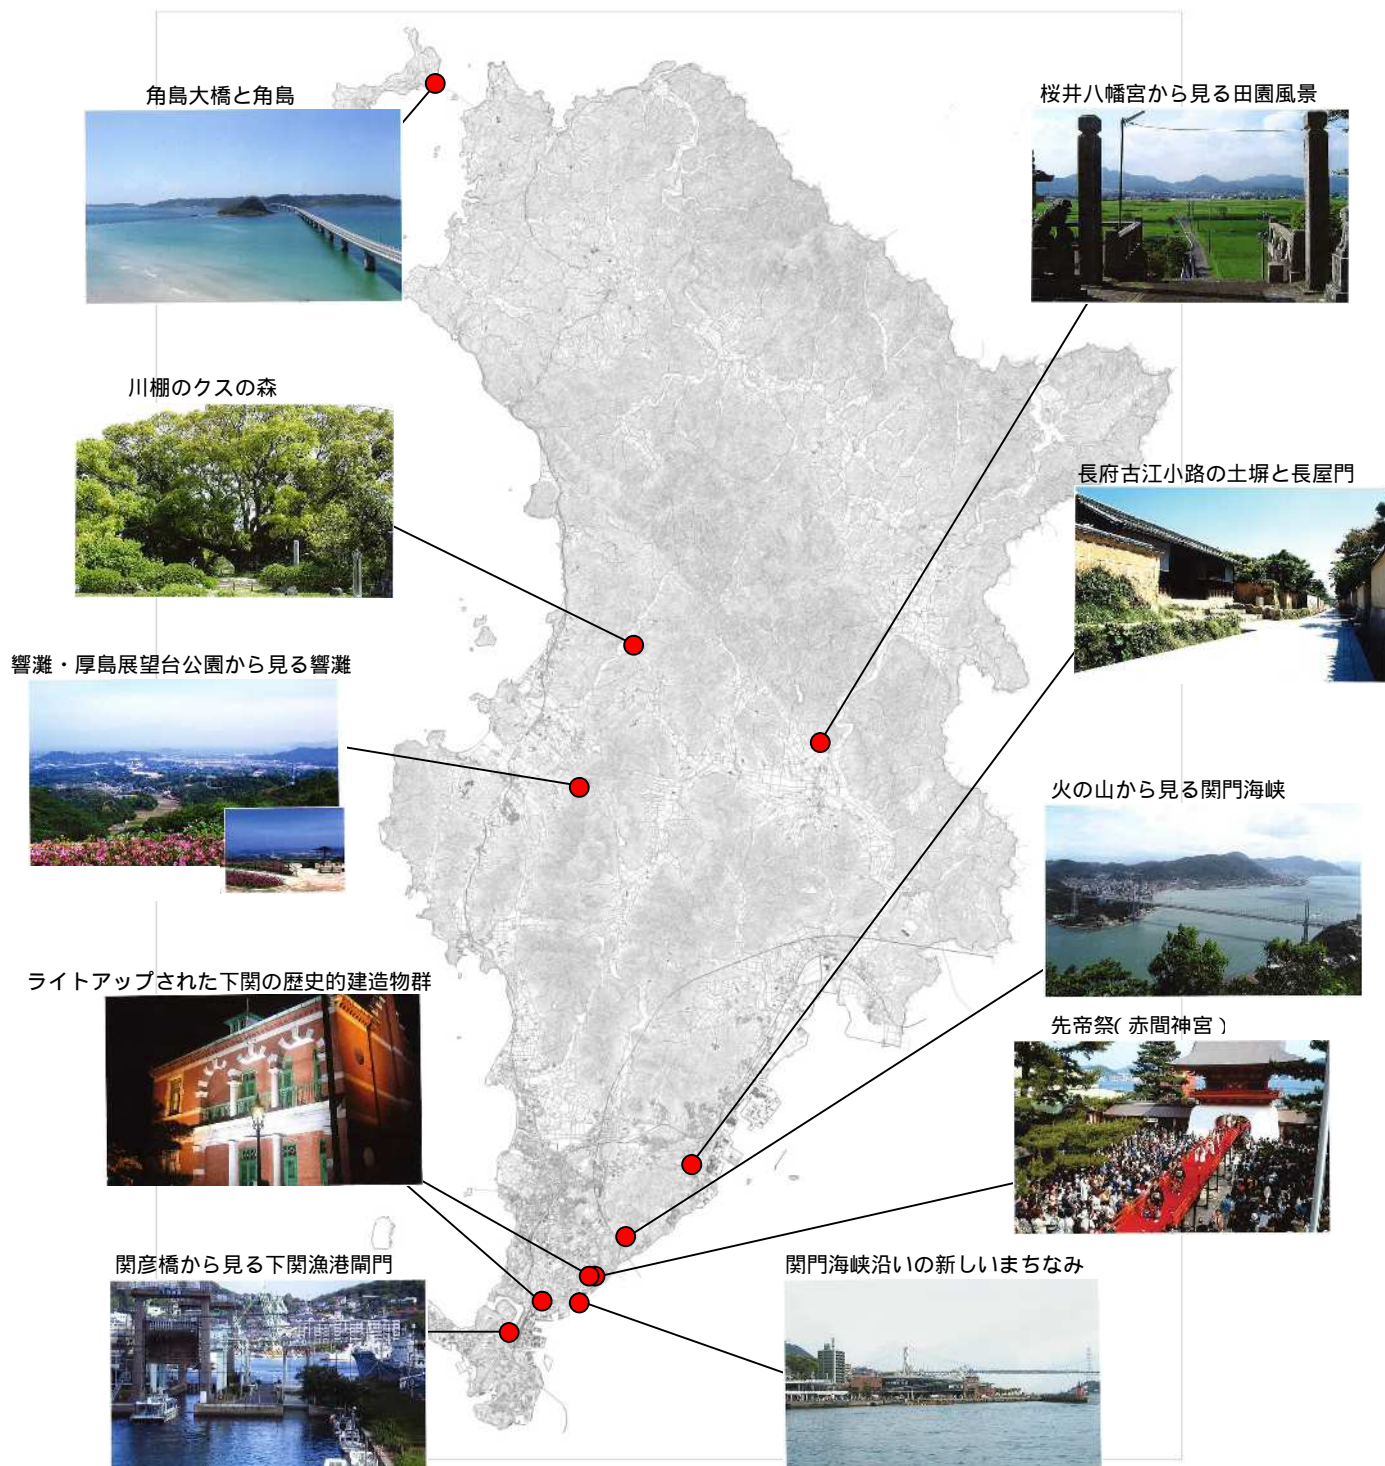 角島大橋と角島
桜井八幡宮から見る田園風景
川棚のクスの森
長府古江小路の土塀と長屋門
響灘・厚島展望台公園から見る響灘
火の山から見る関門海峡
ライトアップされた下関の歴史的建造物群
先帝祭（赤間神宮）
関彦橋から見る下関漁港閘門
関門海峡沿いの新しいまちなみ